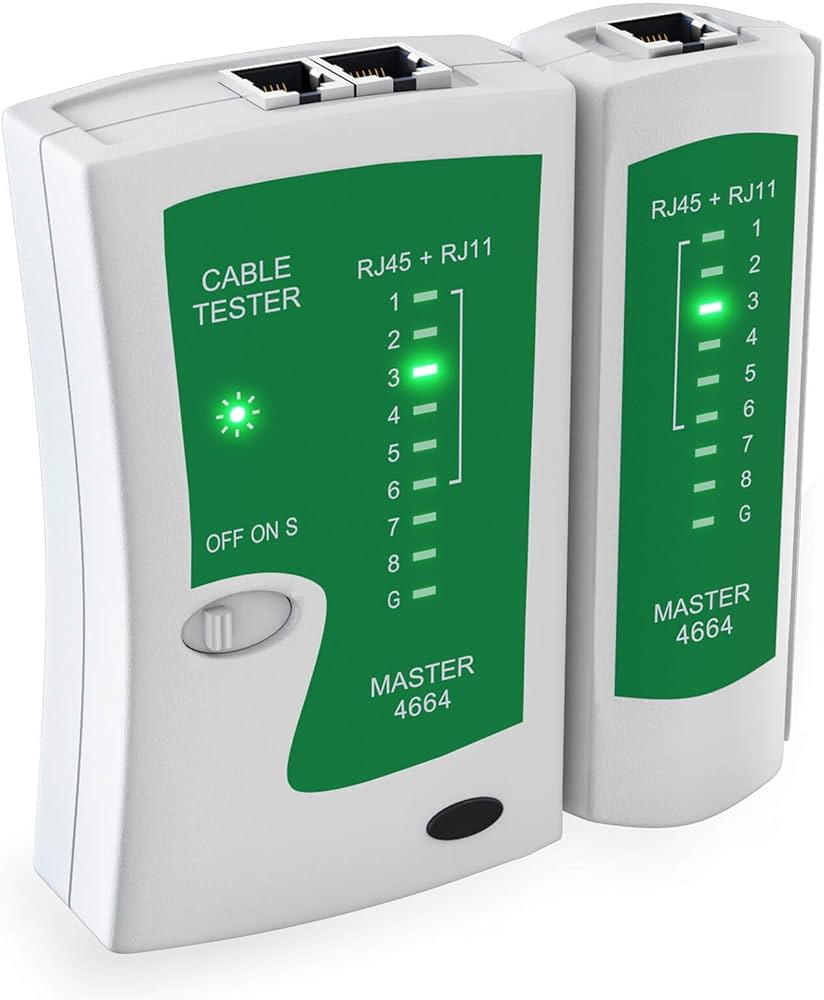 CABLE
TESTER
OFF ON S
RJ45 + RJ11
1
2
3
4
5
6
7
8
G
MASTER
4664
RJ45 + RJ11
1
2
3
4
5
6
7
8
G
MASTER
4664